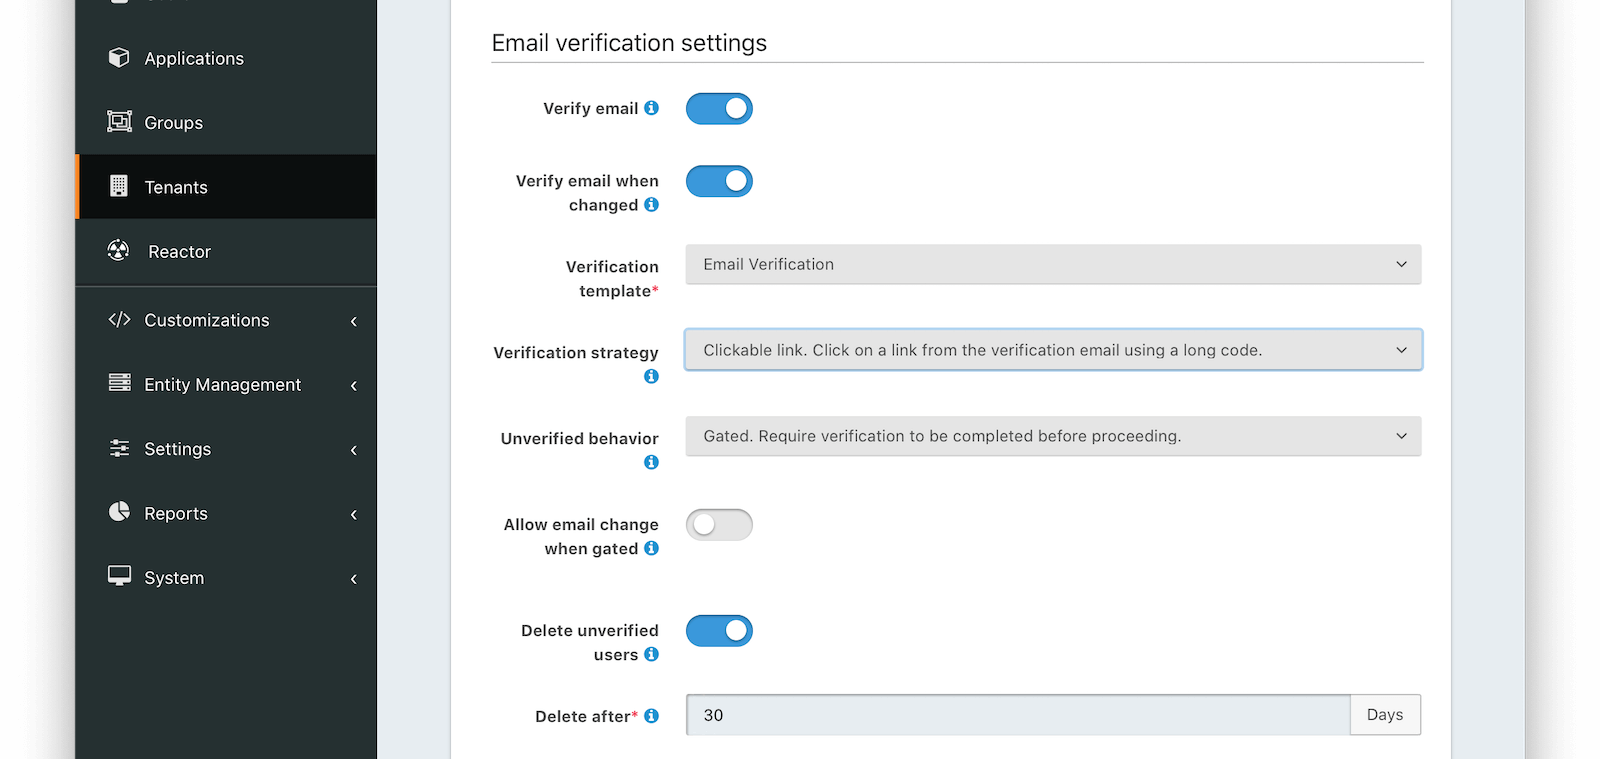 Applications
Groups
Tenants
Reactor
Customizations
Entity Management
Settings
Reports
System
Email verification settings
Verify email
Verify email when
changed
Verification
template*
Email Verification
Verification strategy
Clickable link. Click on a link from the verification email using a long code.
Unverified behavior
Gated. Require verification to be completed before proceeding.
Allow email change
when gated
Delete unverified
users
Delete after*
30
Days